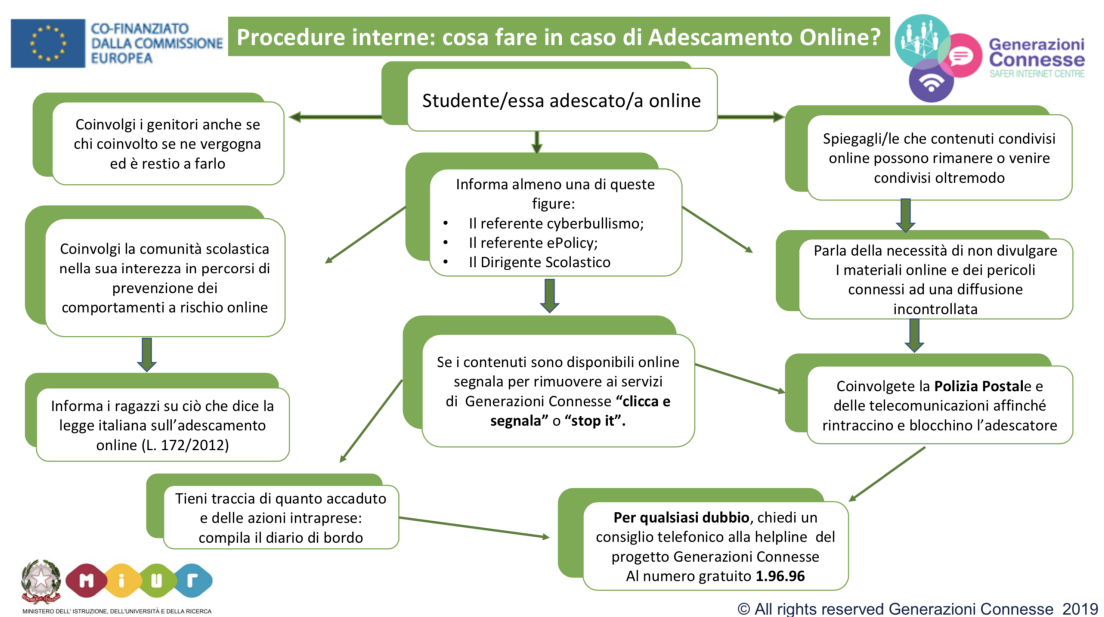 CO-FINANZIATO
DALLA COMMISSIONE
EUROPEA
Procedure interne: cosa fare in caso di Adescamento Online?
Generazioni
Connesse
SAFER INTERNET CENTRE
Studente/essa adescato/a online
Coinvolgi i genitori anche se
chi coinvolto se ne vergogna
ed è restio a farlo
Spiegagli/le che contenuti condivisi
online possono rimanere o venire
condivisi oltremodo
Informa almeno una di queste
figure:
• Il referente cyberbullismo;
• Il referente ePolicy;
• Il Dirigente Scolastico
Coinvolgi la comunità scolastica
nella sua interezza in percorsi di
prevenzione dei
comportamenti a rischio online
Parla della necessità di non divulgare
I materiali online e dei pericoli
connessi ad una diffusione
incontrollata
Se i contenuti sono disponibili online
segnala per rimuovere ai servizi
di Generazioni Connesse "clicca e
segnala" o "stop it".
Informa i ragazzi su ciò che dice la
legge italiana sull'adescamento
online (L. 172/2012)
Coinvolgete la Polizia Postale e
delle telecomunicazioni affinché
rintraccino e blocchino l'adescatore
Tieni traccia di quanto accaduto
e delle azioni intraprese:
compila il diario di bordo
Per qualsiasi dubbio, chiedi un
consiglio telefonico alla helpline del
progetto Generazioni Connesse
Al numero gratuito 1.96.96
MIUR
MINISTERO DELL' ISTRUZIONE, DELL'UNIVERSITÀ E DELLA RICERCA
© All rights reserved Generazioni Connesse 2019